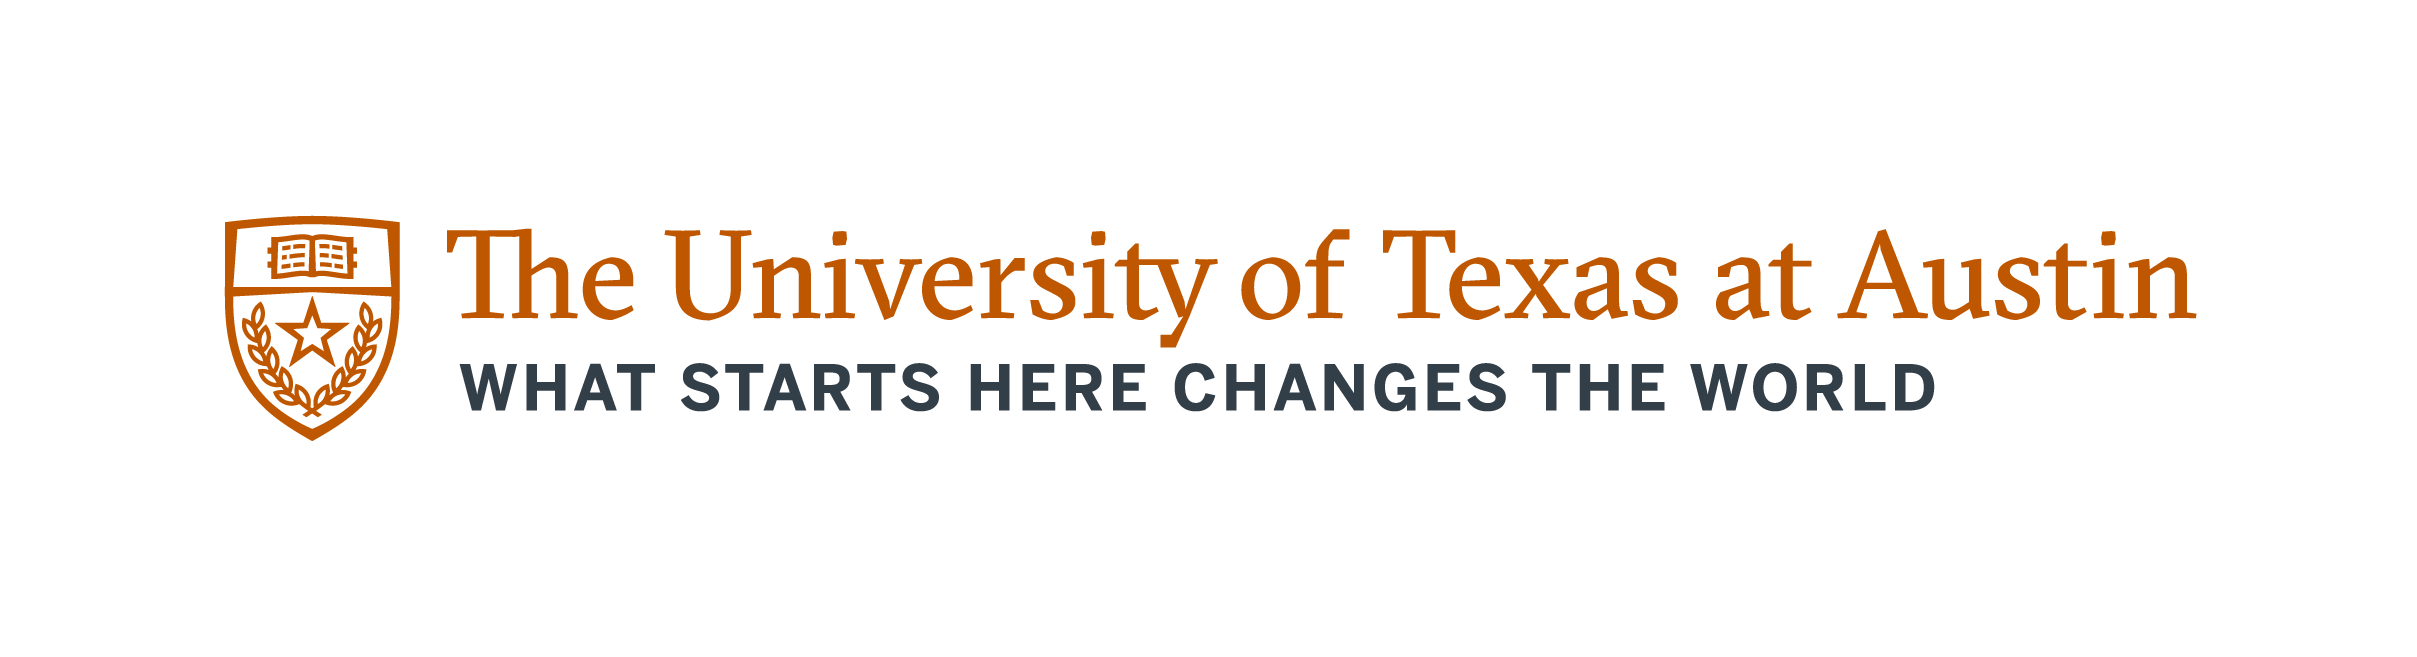 The University of Texas at Austin
WHAT STARTS HERE CHANGES THE WORLD